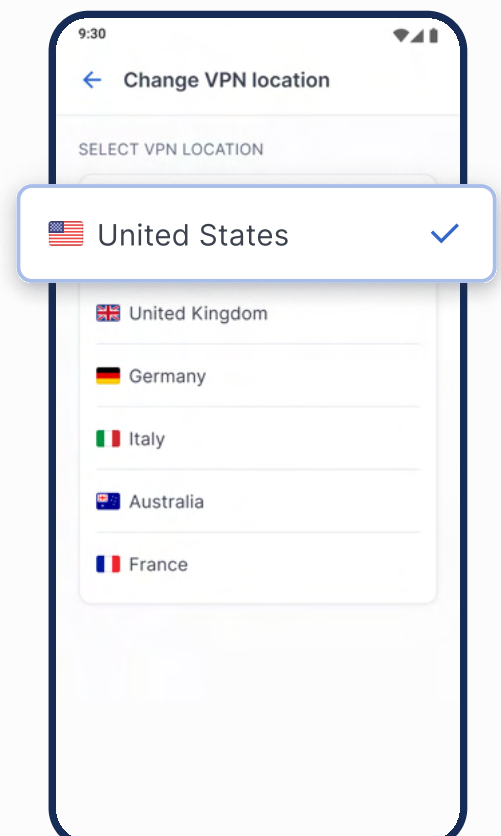 9:30
Change VPN location
SELECT VPN LOCATION
United States
United Kingdom
Germany
Italy
Australia
France